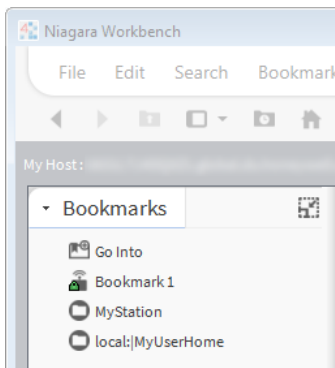 Niagara Workbench
File Edit Search Bookmark
My Host:
Bookmarks
Go Into
Bookmark 1
MyStation
local:|MyUserHome